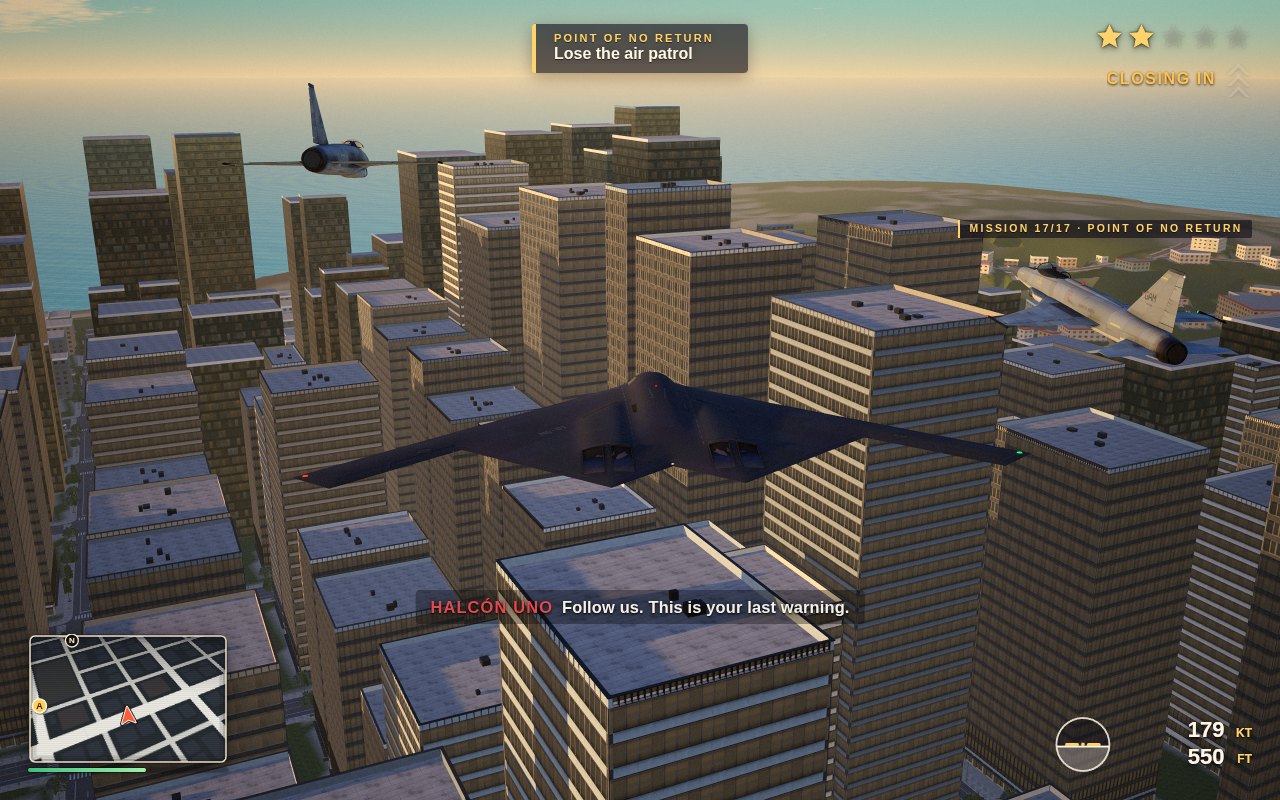 POINT OF NO RETURN
Lose the air patrol
CLOSING IN
MISSION 17/17 · POINT OF NO RETURN
HALCÓN UNO Follow us. This is your last warning.
N
A
179 KT
550 FT